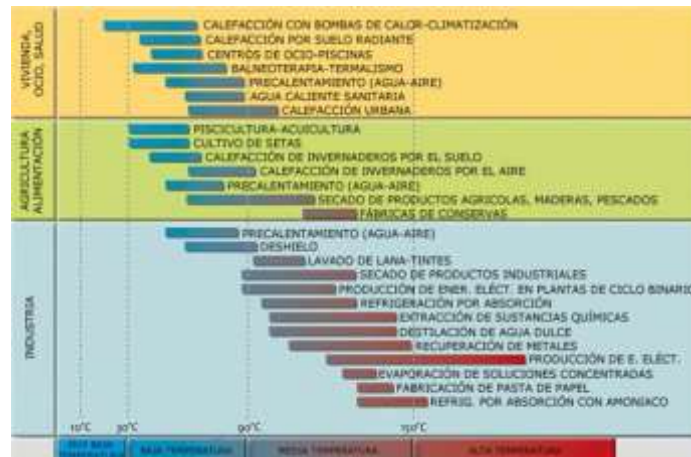 VIVIENDA,
OCIO, SALUD
CALEFACCIÓN CON BOMBAS DE CALOR-CLIMATIZACIÓN
CALEFACCIÓN POR SUELO RADIANTE
CENTROS DE OCIO-PISCINAS
BALNEOTERAPIA-TERMALISMO
PRECALENTAMIENTO (AGUA-AIRE)
AGUA CALIENTE SANITARIA
CALEFACCIÓN URBANA
AGRICULTURA
ALIMENTACIÓN
PISCICULTURA-ACUICULTURA
CULTIVO DE SETAS
CALEFACCIÓN DE INVERNADEROS POR EL SUELO
CALEFACCIÓN DE INVERNADEROS POR EL AIRE
PRECALENTAMIENTO (AGUA-AIRE)
SECADO DE PRODUCTOS AGRICOLAS, MADERAS, PESCADOS
FÁBRICAS DE CONSERVAS
INDUSTRIA
PRECALENTAMIENTO (AGUA-AIRE)
DESHIELO
LAVADO DE LANA-TINTES
SECADO DE PRODUCTOS INDUSTRIALES
PRODUCCIÓN DE ENER. ELÉCT. EN PLANTAS DE CICLO BINARIO
REFRIGERACIÓN POR ABSORCIÓN
EXTRACCIÓN DE SUSTANCIAS QUÍMICAS
DESTILACIÓN DE AGUA DULCE
RECUPERACIÓN DE METALES
PRODUCCIÓN DE E. ELÉCT.
EVAPORACIÓN DE SOLUCIONES CONCENTRADAS
FABRICACIÓN DE PASTA DE PAPEL
REFRIG. POR ABSORCIÓN CON AMONIACO
10°C 30°C 90°C 150°C
MUY BAJA
TEMPERATURA
BAJA TEMPERATURA
MEDIA TEMPERATURA
ALTA TEMPERATURA